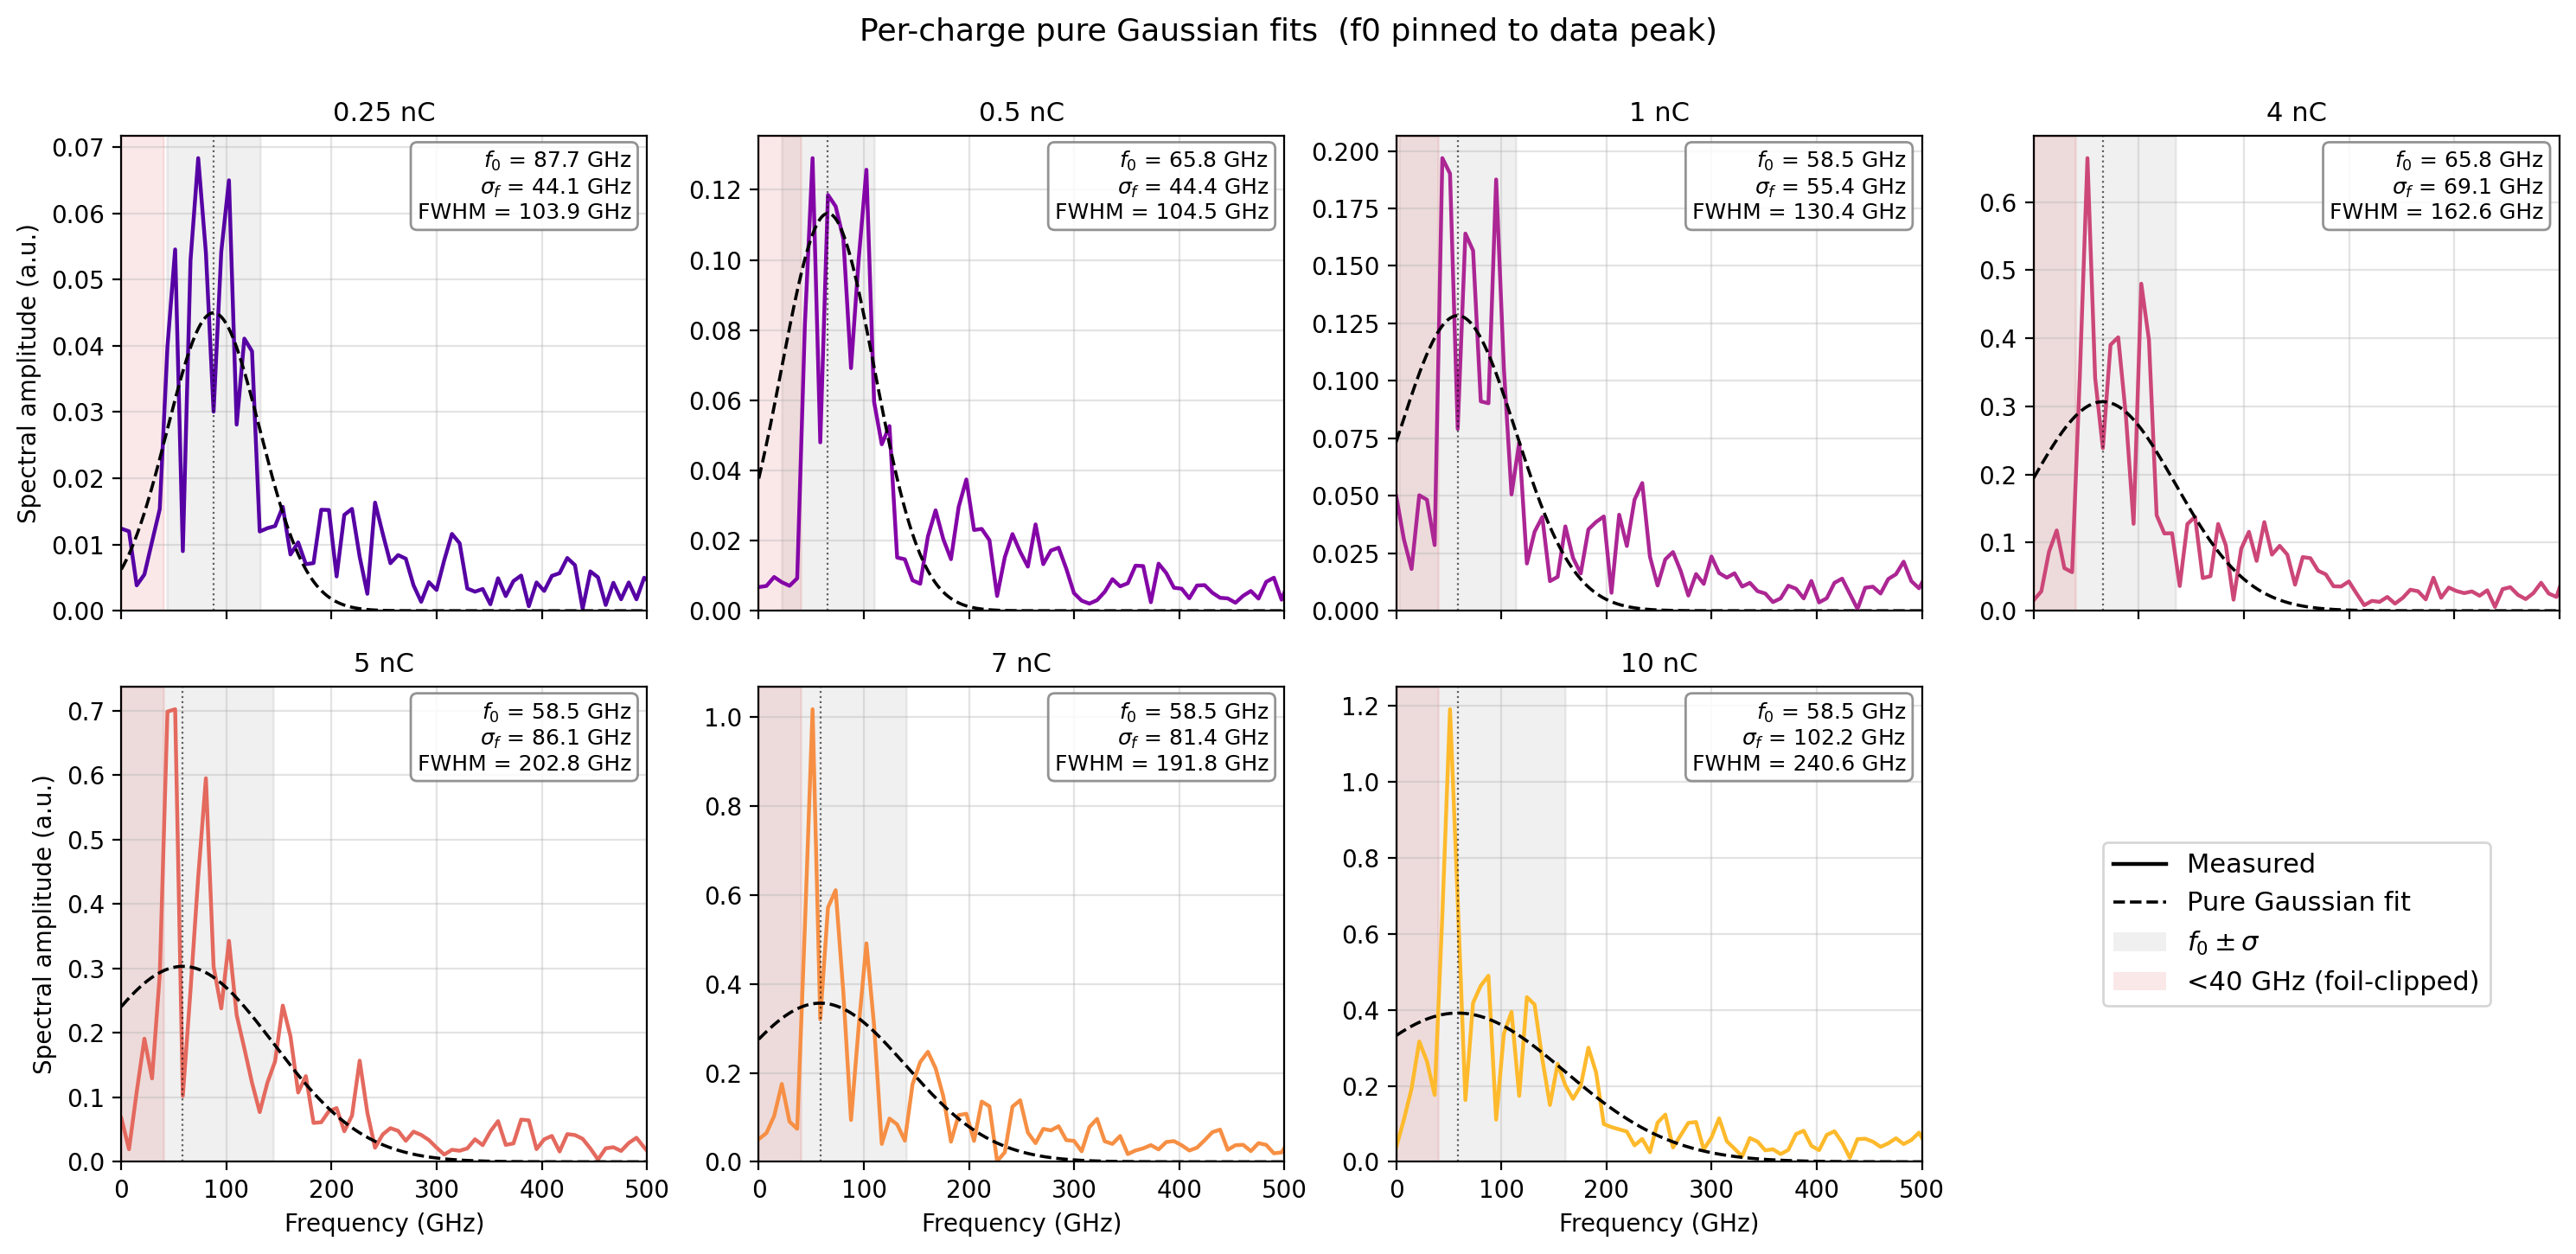 Per-charge pure Gaussian fits (f0 pinned to data peak)
0.25 nC
0.07
0.06
0.05
0.04
0.03
0.02
0.01
0.00
Spectral amplitude (a.u.)
f₀ = 87.7 GHz
σf = 44.1 GHz
FWHM = 103.9 GHz
0.5 nC
0.12
0.10
0.08
0.06
0.04
0.02
0.00
f₀ = 65.8 GHz
σf = 44.4 GHz
FWHM = 104.5 GHz
1 nC
0.200
0.175
0.150
0.125
0.100
0.075
0.050
0.025
0.000
f₀ = 58.5 GHz
σf = 55.4 GHz
FWHM = 130.4 GHz
4 nC
0.6
0.5
0.4
0.3
0.2
0.1
0.0
f₀ = 65.8 GHz
σf = 69.1 GHz
FWHM = 162.6 GHz
5 nC
0.7
0.6
0.5
0.4
0.3
0.2
0.1
0.0
Spectral amplitude (a.u.)
f₀ = 58.5 GHz
σf = 86.1 GHz
FWHM = 202.8 GHz
0 100 200 300 400 500
Frequency (GHz)
7 nC
1.0
0.8
0.6
0.4
0.2
0.0
f₀ = 58.5 GHz
σf = 81.4 GHz
FWHM = 191.8 GHz
0 100 200 300 400 500
Frequency (GHz)
10 nC
1.2
1.0
0.8
0.6
0.4
0.2
0.0
f₀ = 58.5 GHz
σf = 102.2 GHz
FWHM = 240.6 GHz
0 100 200 300 400 500
Frequency (GHz)
Measured
Pure Gaussian fit
f₀ ± σ
<40 GHz (foil-clipped)